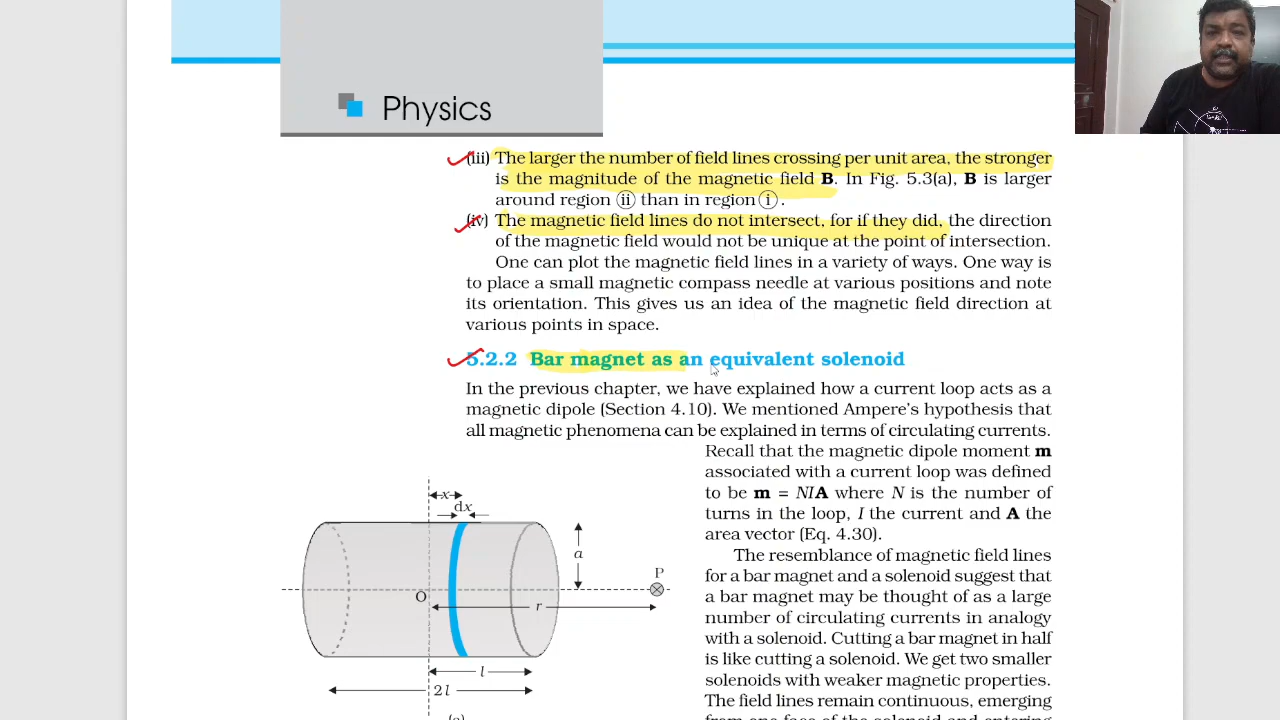 Physics
(iii) The larger the number of field lines crossing per unit area, the stronger
is the magnitude of the magnetic field B. In Fig. 5.3(a), B is larger
around region ⓘⓘ than in region ⓘ.
(iv) The magnetic field lines do not intersect, for if they did, the direction
of the magnetic field would not be unique at the point of intersection.
One can plot the magnetic field lines in a variety of ways. One way is
to place a small magnetic compass needle at various positions and note
its orientation. This gives us an idea of the magnetic field direction at
various points in space.
5.2.2 Bar magnet as an equivalent solenoid
In the previous chapter, we have explained how a current loop acts as a
magnetic dipole (Section 4.10). We mentioned Ampere's hypothesis that
all magnetic phenomena can be explained in terms of circulating currents.
Recall that the magnetic dipole moment m
associated with a current loop was defined
to be m = NIA where N is the number of
turns in the loop, I the current and A the
area vector (Eq. 4.30).
The resemblance of magnetic field lines
for a bar magnet and a solenoid suggest that
a bar magnet may be thought of as a large
number of circulating currents in analogy
with a solenoid. Cutting a bar magnet in half
is like cutting a solenoid. We get two smaller
solenoids with weaker magnetic properties.
The field lines remain continuous, emerging
from one face of the solenoid and entering
x
dx
a
P
O
r
l
2l
(a)